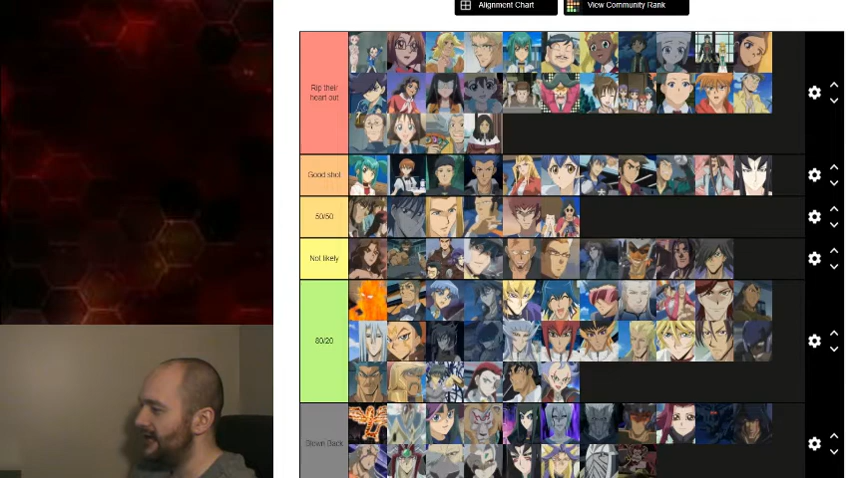 Alignment Chart
View Community Rank
Rip their
heart out
Good shot
50/50
Not likely
80/20
Blown Back